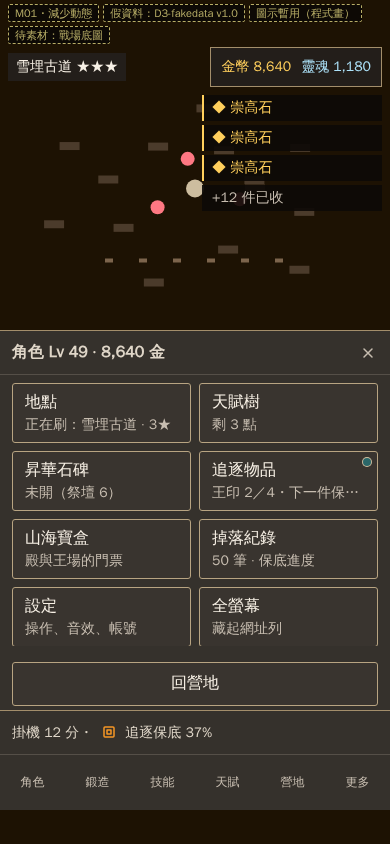 M01・減少動態
假資料：D3-fakedata v1.0
圖示暫用（程式畫）
待素材：戰場底圖
雪埋古道 ★★★
金幣 8,640 靈魂 1,180
◆ 崇高石
◆ 崇高石
◆ 崇高石
+12 件已收
角色 Lv 49 · 8,640 金
×
地點
正在刷：雪埋古道 · 3★
天賦樹
剩 3 點
昇華石碑
未開（祭壇 6）
追逐物品
王印 2／4・下一件保…
山海寶盒
殿與王場的門票
掉落紀錄
50 筆 · 保底進度
設定
操作、音效、帳號
全螢幕
藏起網址列
回營地
掛機 12 分・ 追逐保底 37%
角色 鍛造 技能 天賦 營地 更多